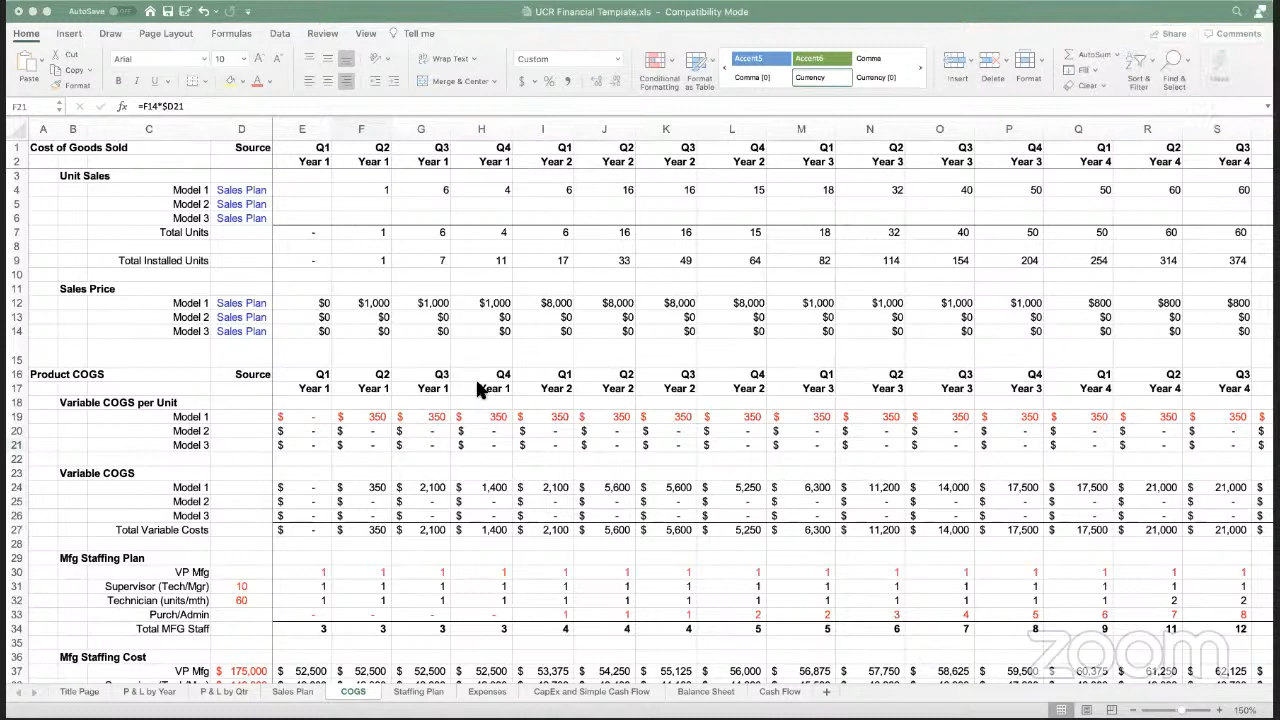 AutoSave OFF UCR Financial Template.xls - Compatibility Mode
Home Insert Draw Page Layout Formulas Data Review View Tell me Share Comments
Paste Cut Copy Format Arial 10 Wrap Text Merge & Center Custom Conditional Formatting Format as Table Accent5 Accent6 Comma Comma [0] Currency Currency [0] Insert Delete Format AutoSum Fill Clear Sort & Filter Find & Select
F21 fx =F14*$D21
A B C D E F G H I J K L M N O P Q R S
1 Cost of Goods Sold Source Q1 Q2 Q3 Q4 Q1 Q2 Q3 Q4 Q1 Q2 Q3 Q4 Q1 Q2 Q3
2 Year 1 Year 1 Year 1 Year 1 Year 2 Year 2 Year 2 Year 2 Year 3 Year 3 Year 3 Year 3 Year 4 Year 4 Year 4
3 Unit Sales
4 Model 1 Sales Plan 1 6 4 6 16 16 15 18 32 40 50 50 60 60
5 Model 2 Sales Plan
6 Model 3 Sales Plan
7 Total Units - 1 6 4 6 16 16 15 18 32 40 50 50 60 60
8
9 Total Installed Units - 1 7 11 17 33 49 64 82 114 154 204 254 314 374
10
11 Sales Price
12 Model 1 Sales Plan $0 $1,000 $1,000 $1,000 $8,000 $8,000 $8,000 $8,000 $1,000 $1,000 $1,000 $1,000 $800 $800 $800
13 Model 2 Sales Plan $0 $0 $0 $0 $0 $0 $0 $0 $0 $0 $0 $0 $0 $0 $0
14 Model 3 Sales Plan $0 $0 $0 $0 $0 $0 $0 $0 $0 $0 $0 $0 $0 $0 $0
15
16 Product COGS Source Q1 Q2 Q3 Q4 Q1 Q2 Q3 Q4 Q1 Q2 Q3 Q4 Q1 Q2 Q3
17 Year 1 Year 1 Year 1 Year 1 Year 2 Year 2 Year 2 Year 2 Year 3 Year 3 Year 3 Year 3 Year 4 Year 4 Year 4
18 Variable COGS per Unit
19 Model 1 $ - $ 350 $ 350 $ 350 $ 350 $ 350 $ 350 $ 350 $ 350 $ 350 $ 350 $ 350 $ 350 $ 350 $ 350 $
20 Model 2 $ - $ - $ - $ - $ - $ - $ - $ - $ - $ - $ - $ - $ - $ - $ - $
21 Model 3 $ - $ - $ - $ - $ - $ - $ - $ - $ - $ - $ - $ - $ - $ - $ - $
22
23 Variable COGS
24 Model 1 $ - $ 350 $ 2,100 $ 1,400 $ 2,100 $ 5,600 $ 5,600 $ 5,250 $ 6,300 $ 11,200 $ 14,000 $ 17,500 $ 17,500 $ 21,000 $ 21,000 $
25 Model 2 $ - $ - $ - $ - $ - $ - $ - $ - $ - $ - $ - $ - $ - $ - $ - $
26 Model 3 $ - $ - $ - $ - $ - $ - $ - $ - $ - $ - $ - $ - $ - $ - $ - $
27 Total Variable Costs $ - $ 350 $ 2,100 $ 1,400 $ 2,100 $ 5,600 $ 5,600 $ 5,250 $ 6,300 $ 11,200 $ 14,000 $ 17,500 $ 17,500 $ 21,000 $ 21,000 $
28
29 Mfg Staffing Plan
30 VP Mfg 1 1 1 1 1 1 1 1 1 1 1 1 1 1 1
31 Supervisor (Tech/Mgr) 10 1 1 1 1 1 1 1 1 1 1 1 1 1 1 1
32 Technician (units/mth) 60 1 1 1 1 1 1 1 1 1 1 1 1 1 2 2
33 Purch/Admin - - - - 1 1 1 2 2 3 4 5 6 7 8
34 Total MFG Staff 3 3 3 3 4 4 4 5 5 6 7 8 9 11 12
35
36 Mfg Staffing Cost
37 VP Mfg $ 175,000 $ 52,500 $ 52,500 $ 52,500 $ 52,500 $ 53,375 $ 54,250 $ 55,125 $ 56,000 $ 56,875 $ 57,750 $ 58,625 $ 59,500 $ 60,375 $ 61,250 $ 62,125 $
zoom
Title Page P & L by Year P & L by Qtr Sales Plan COGS Staffing Plan Expenses CapEx and Simple Cash Flow Balance Sheet Cash Flow +
150%